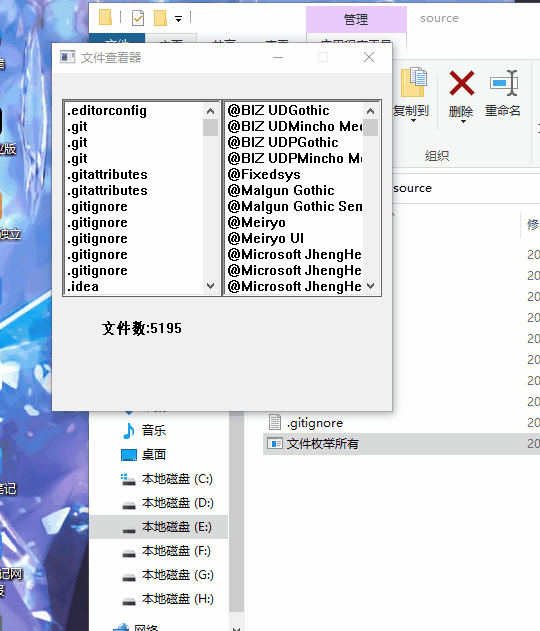 管理
source
文件查看器
复制到
删除
重命名
组织
source
.editorconfig
.git
.git
.git
.gitattributes
.gitattributes
.gitignore
.gitignore
.gitignore
.gitignore
.gitignore
.idea
@BIZ UDGothic
@BIZ UDMincho Med
@BIZ UDPGothic
@BIZ UDPMincho M
@Fixedsys
@Malgun Gothic
@Malgun Gothic Sem
@Meiryo
@Meiryo UI
@Microsoft JhengHe
@Microsoft JhengHe
@Microsoft JhengHe
文件数:5195
修
20
20
20
20
20
20
20
20
.gitignore
20
文件枚举所有
20
音乐
桌面
本地磁盘 (C:)
本地磁盘 (D:)
本地磁盘 (E:)
本地磁盘 (F:)
本地磁盘 (G:)
本地磁盘 (H:)
网络